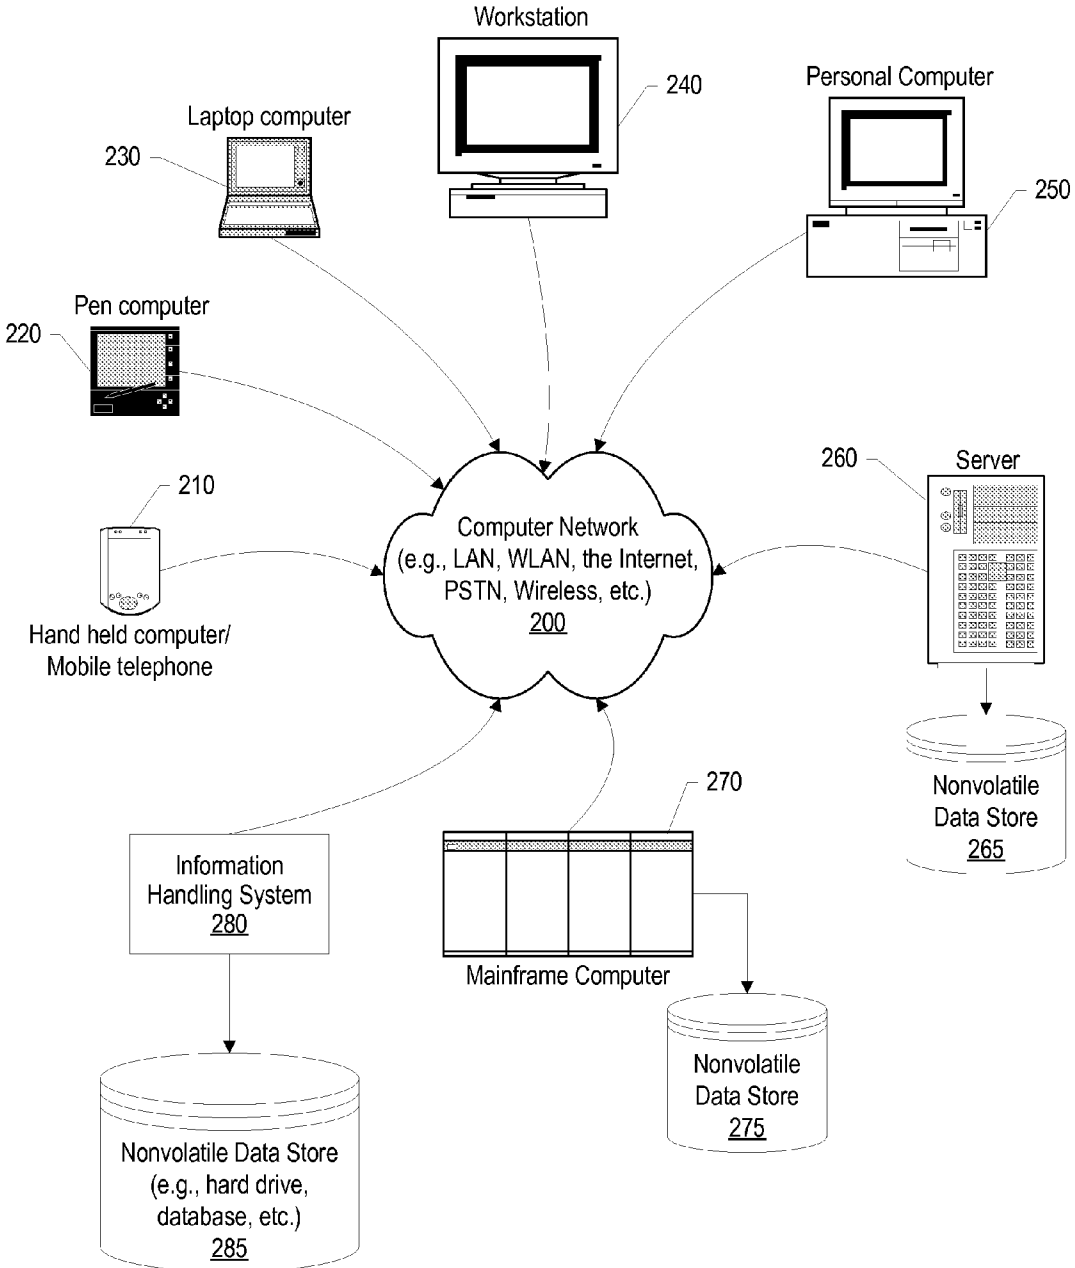 Workstation
240
Personal Computer
250
Laptop computer
230
Pen computer
220
210
Hand held computer/
Mobile telephone
Computer Network
(e.g., LAN, WLAN, the Internet,
PSTN, Wireless, etc.)
200
260
Server
Nonvolatile
Data Store
265
270
Mainframe Computer
Nonvolatile
Data Store
275
Information
Handling System
280
Nonvolatile Data Store
(e.g., hard drive,
database, etc.)
285